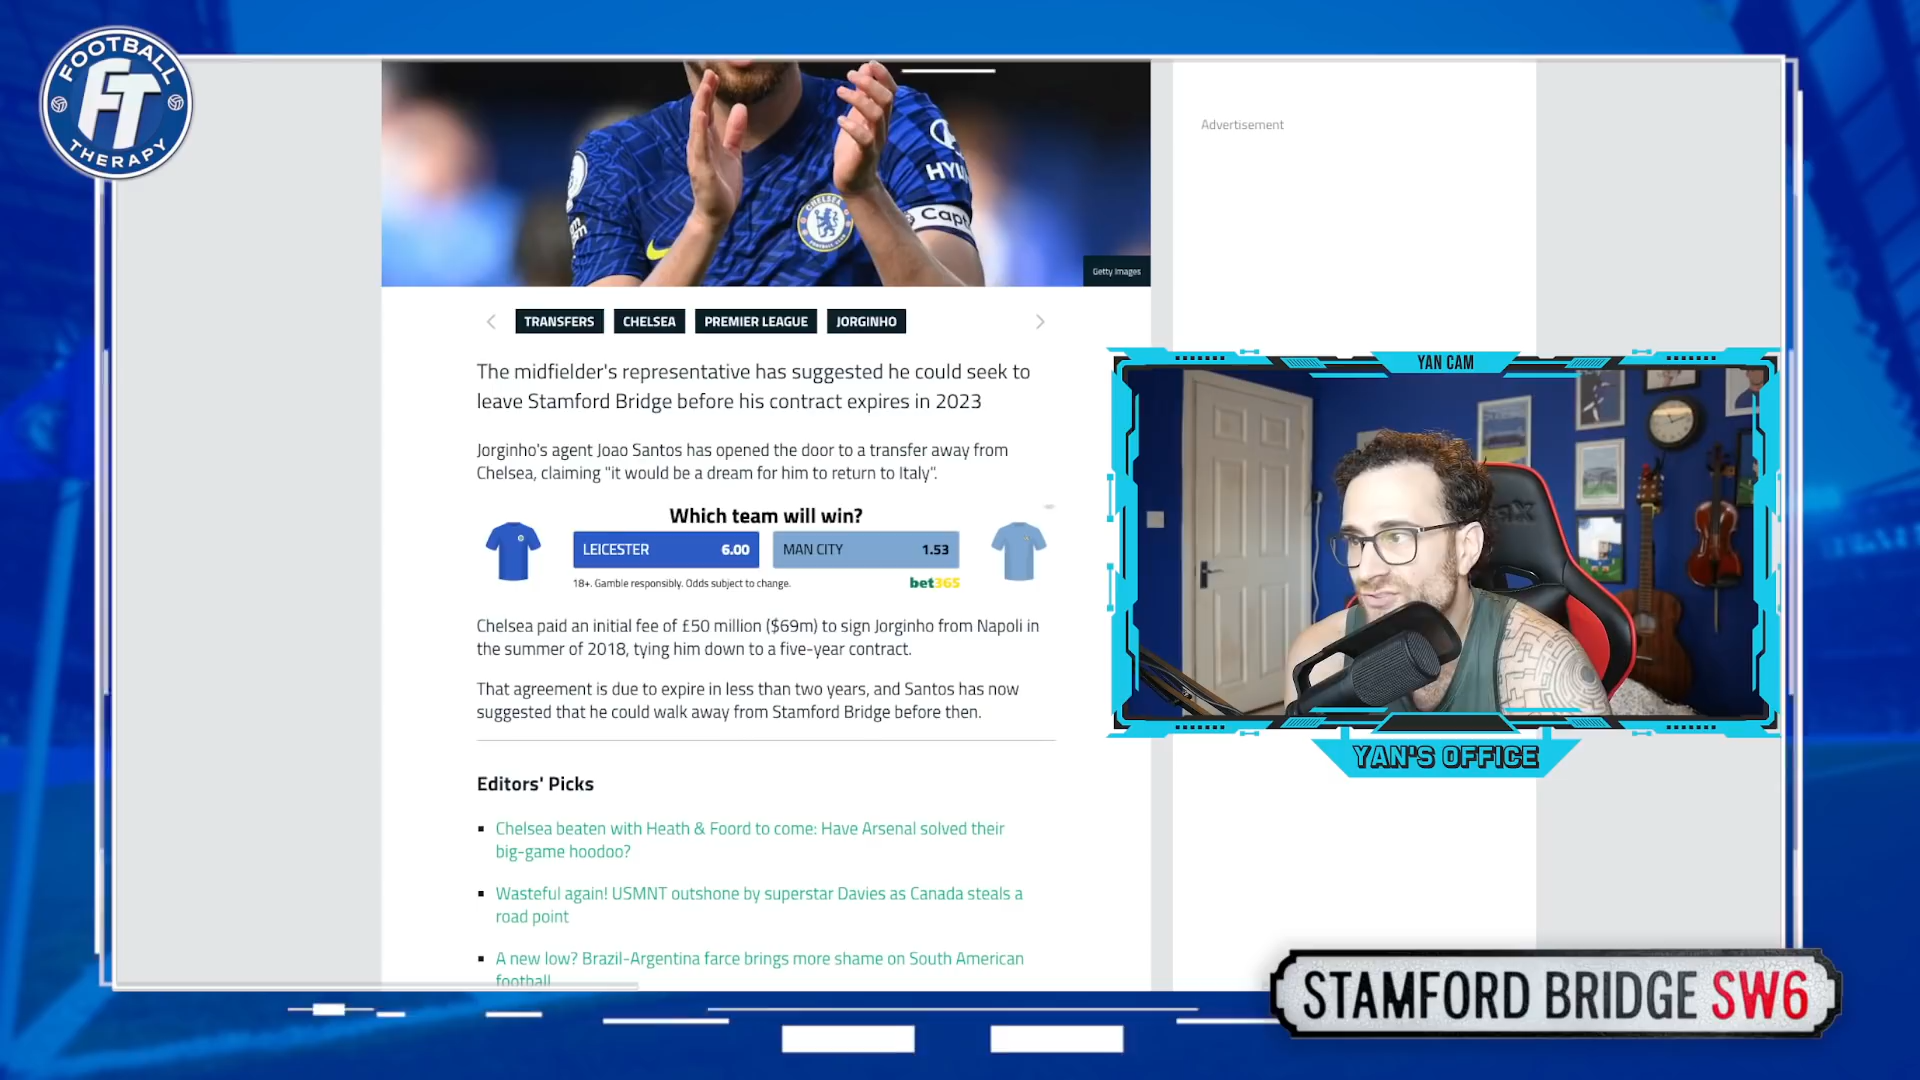 FOOTBALL
FT
THERAPY
Advertisement
CHELSEA
FOOTBALL CLUB
Getty Images
TRANSFERS
CHELSEA
PREMIER LEAGUE
JORGINHO
The midfielder's representative has suggested he could seek to
leave Stamford Bridge before his contract expires in 2023
Jorginho's agent Joao Santos has opened the door to a transfer away from
Chelsea, claiming "it would be a dream for him to return to Italy".
Which team will win?
LEICESTER 6.00
MAN CITY 1.53
18+. Gamble responsibly. Odds subject to change.
bet365
Chelsea paid an initial fee of £50 million ($69m) to sign Jorginho from Napoli in
the summer of 2018, tying him down to a five-year contract.
That agreement is due to expire in less than two years, and Santos has now
suggested that he could walk away from Stamford Bridge before then.
Editors' Picks
Chelsea beaten with Heath & Foord to come: Have Arsenal solved their
big-game hoodoo?
Wasteful again! USMNT outshone by superstar Davies as Canada steals a
road point
A new low? Brazil-Argentina farce brings more shame on South American
football
YAN CAM
YAN'S OFFICE
STAMFORD BRIDGE SW6